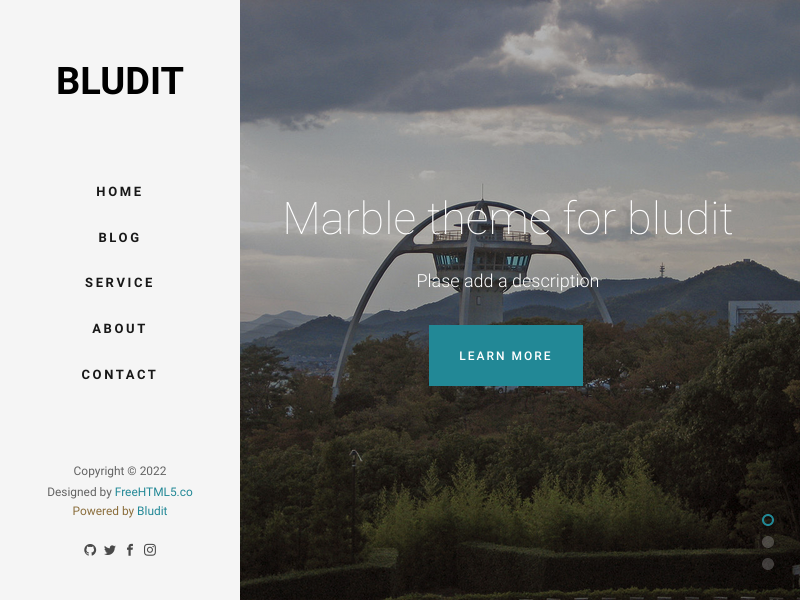 BLUDIT
HOME
BLOG
SERVICE
ABOUT
CONTACT
Copyright © 2022
Designed by FreeHTML5.co
Powered by Bludit
Marble theme for bludit
Plase add a description
LEARN MORE